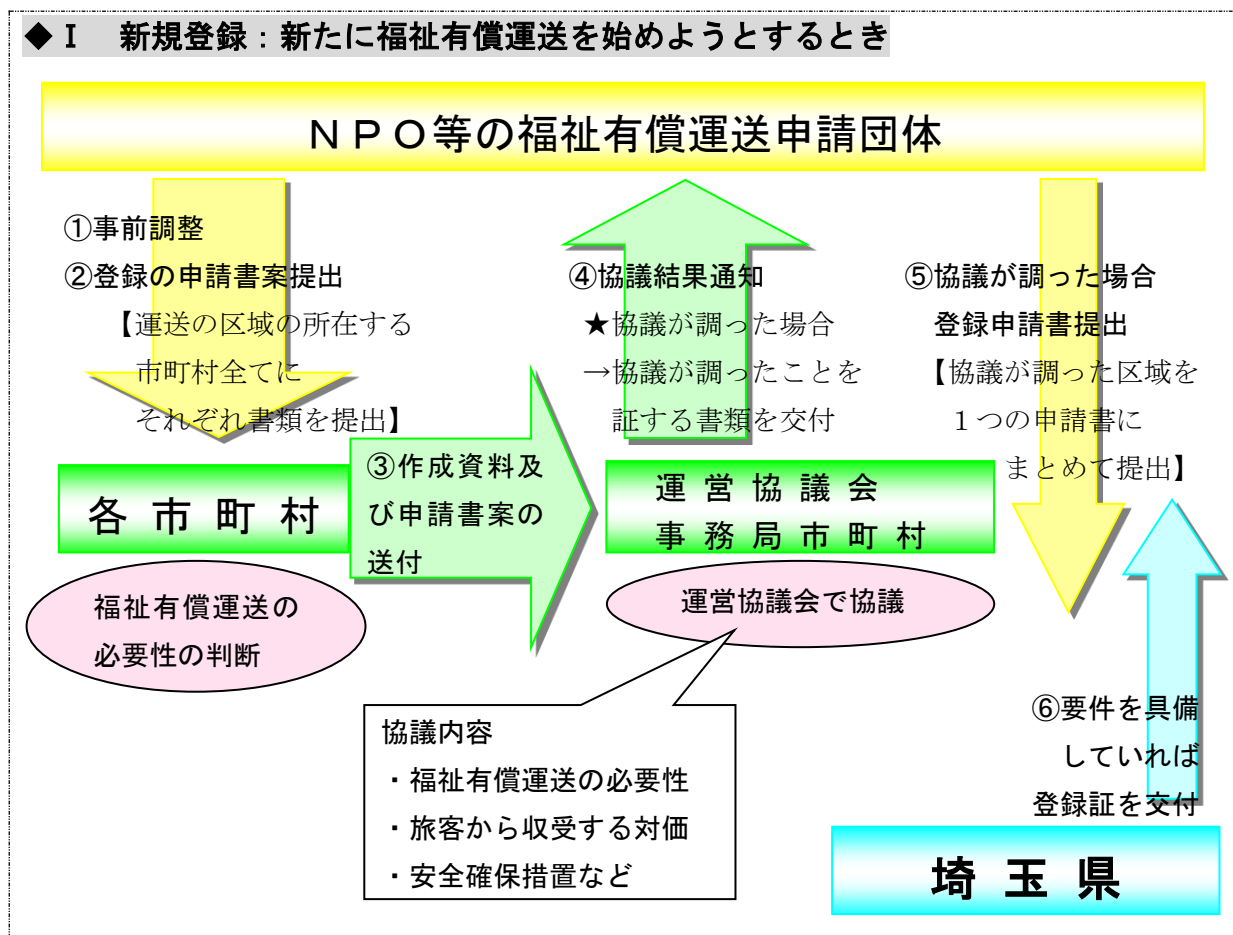 ◆Ⅰ 新規登録：新たに福祉有償運送を始めようとするとき
ＮＰＯ等の福祉有償運送申請団体
①事前調整
②登録の申請書案提出
【運送の区域の所在する
市町村全てに
それぞれ書類を提出】
各市町村
福祉有償運送の
必要性の判断
③作成資料及
び申請書案の
送付
④協議結果通知
★協議が調った場合
→協議が調ったことを
証する書類を交付
運営協議会
事務局市町村
運営協議会で協議
協議内容
・福祉有償運送の必要性
・旅客から収受する対価
・安全確保措置など
⑤協議が調った場合
登録申請書提出
【協議が調った区域を
１つの申請書に
まとめて提出】
⑥要件を具備
していれば
登録証を交付
埼玉県